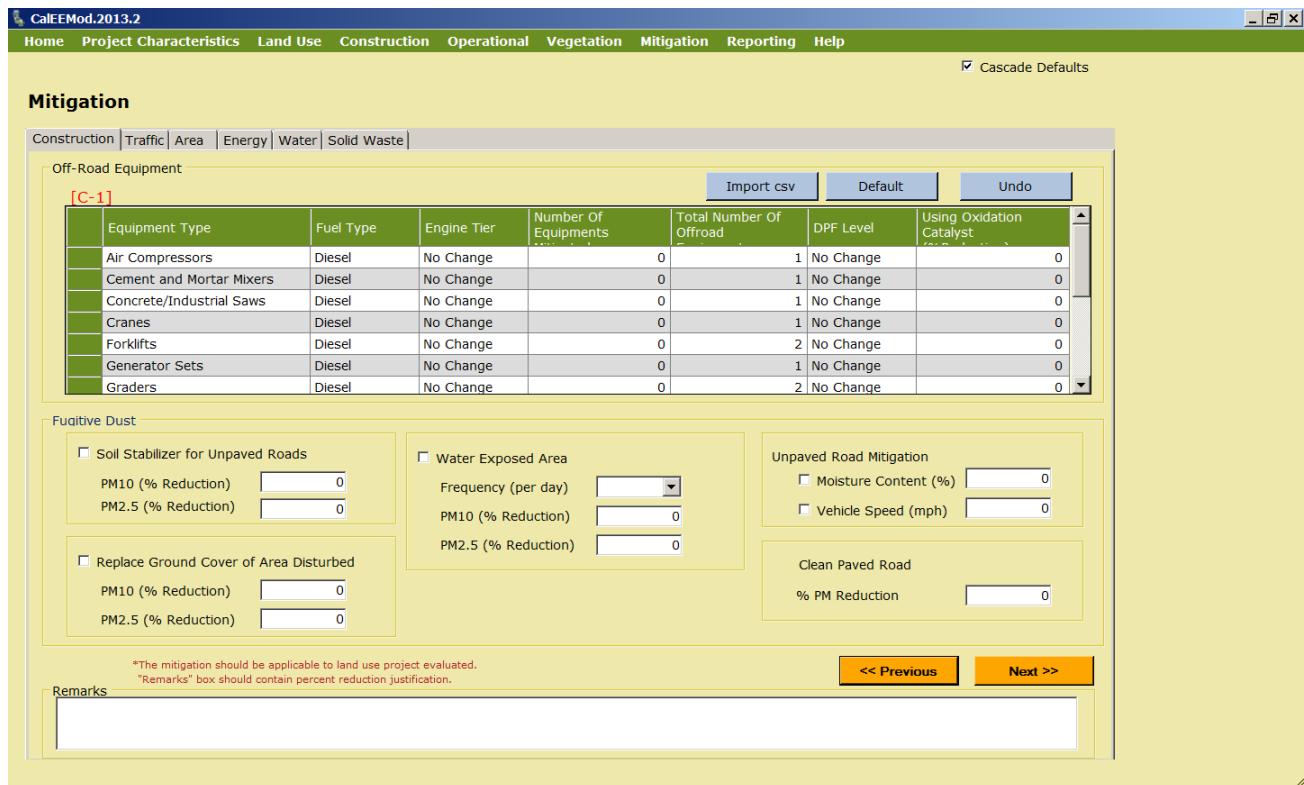 CalEEMod.2013.2
Home Project Characteristics Land Use Construction Operational Vegetation Mitigation Reporting Help
Cascade Defaults
Mitigation
Construction Traffic Area Energy Water Solid Waste
Off-Road Equipment
Import csv Default Undo
[C-1]
Equipment Type Fuel Type Engine Tier Number Of Equipments Total Number Of Offroad DPF Level Using Oxidation Catalyst
Air Compressors Diesel No Change 0 1 No Change 0
Cement and Mortar Mixers Diesel No Change 0 1 No Change 0
Concrete/Industrial Saws Diesel No Change 0 1 No Change 0
Cranes Diesel No Change 0 1 No Change 0
Forklifts Diesel No Change 0 2 No Change 0
Generator Sets Diesel No Change 0 1 No Change 0
Graders Diesel No Change 0 2 No Change 0
Fugitive Dust
Soil Stabilizer for Unpaved Roads
PM10 (% Reduction) 0
PM2.5 (% Reduction) 0
Replace Ground Cover of Area Disturbed
PM10 (% Reduction) 0
PM2.5 (% Reduction) 0
Water Exposed Area
Frequency (per day)
PM10 (% Reduction) 0
PM2.5 (% Reduction) 0
Unpaved Road Mitigation
Moisture Content (%) 0
Vehicle Speed (mph) 0
Clean Paved Road
% PM Reduction 0
*The mitigation should be applicable to land use project evaluated.
"Remarks" box should contain percent reduction justification.
<< Previous Next >>
Remarks